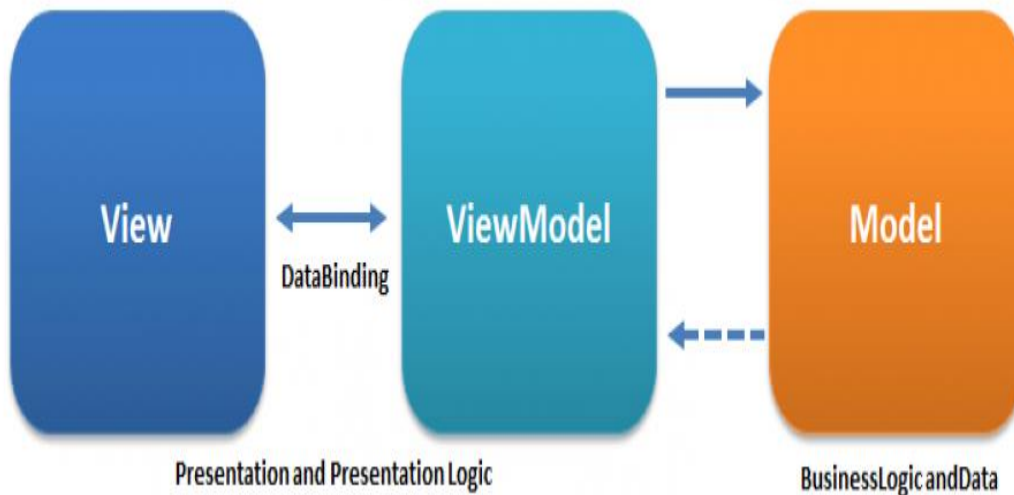 View
ViewModel
Model
DataBinding
Presentation and Presentation Logic
BusinessLogic andData